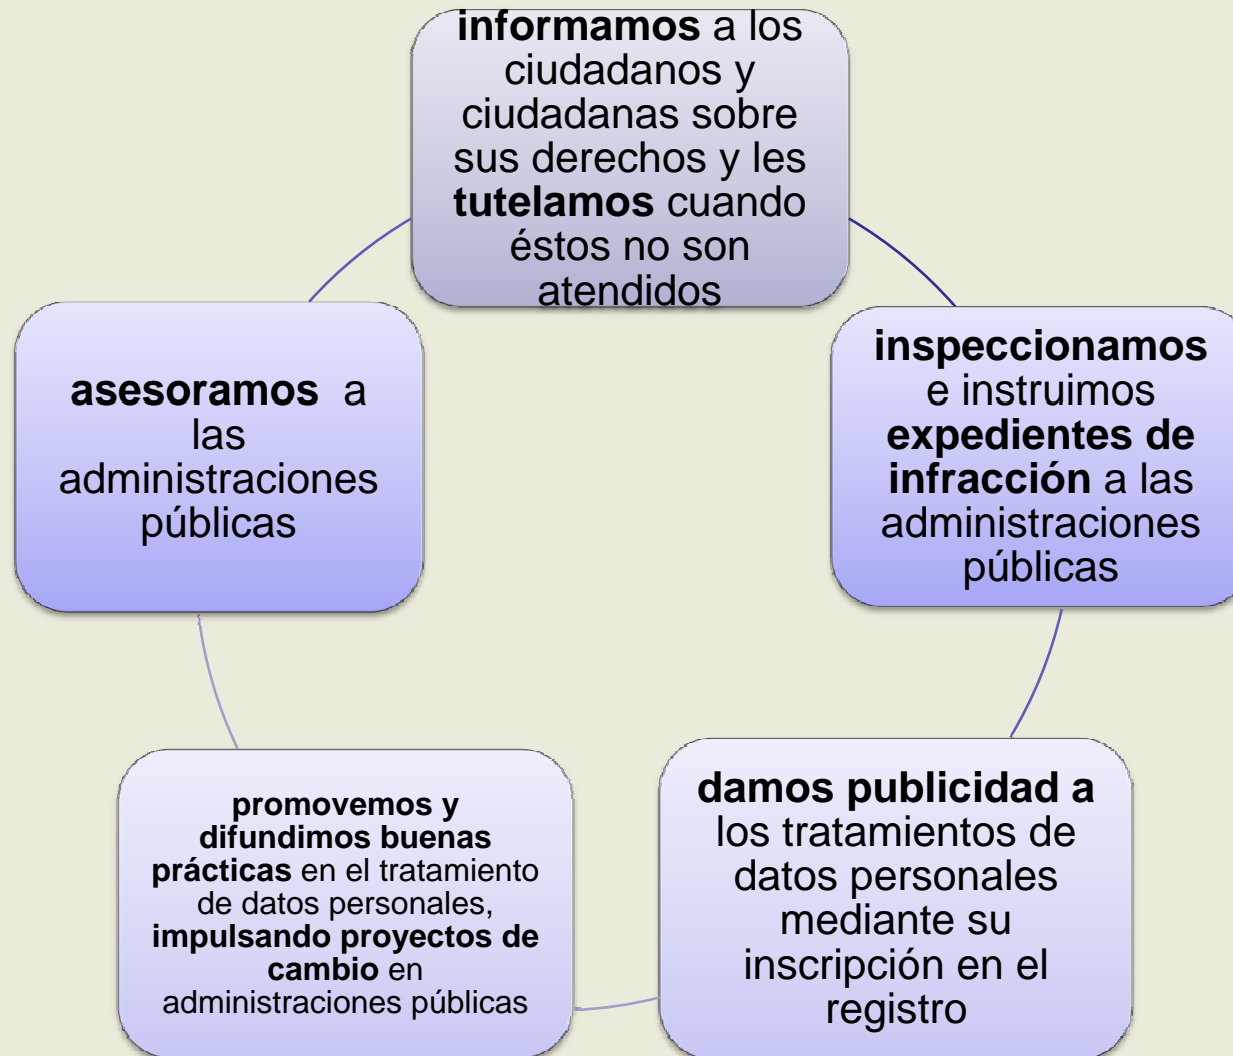 informamos a los
ciudadanos y
ciudadanas sobre
sus derechos y les
tutelamos cuando
éstos no son
atendidos
asesoramos a
las
administraciones
públicas
inspeccionamos
e instruimos
expedientes de
infracción a las
administraciones
públicas
promovemos y
difundimos buenas
prácticas en el tratamiento
de datos personales,
impulsando proyectos de
cambio en
administraciones públicas
damos publicidad a
los tratamientos de
datos personales
mediante su
inscripción en el
registro